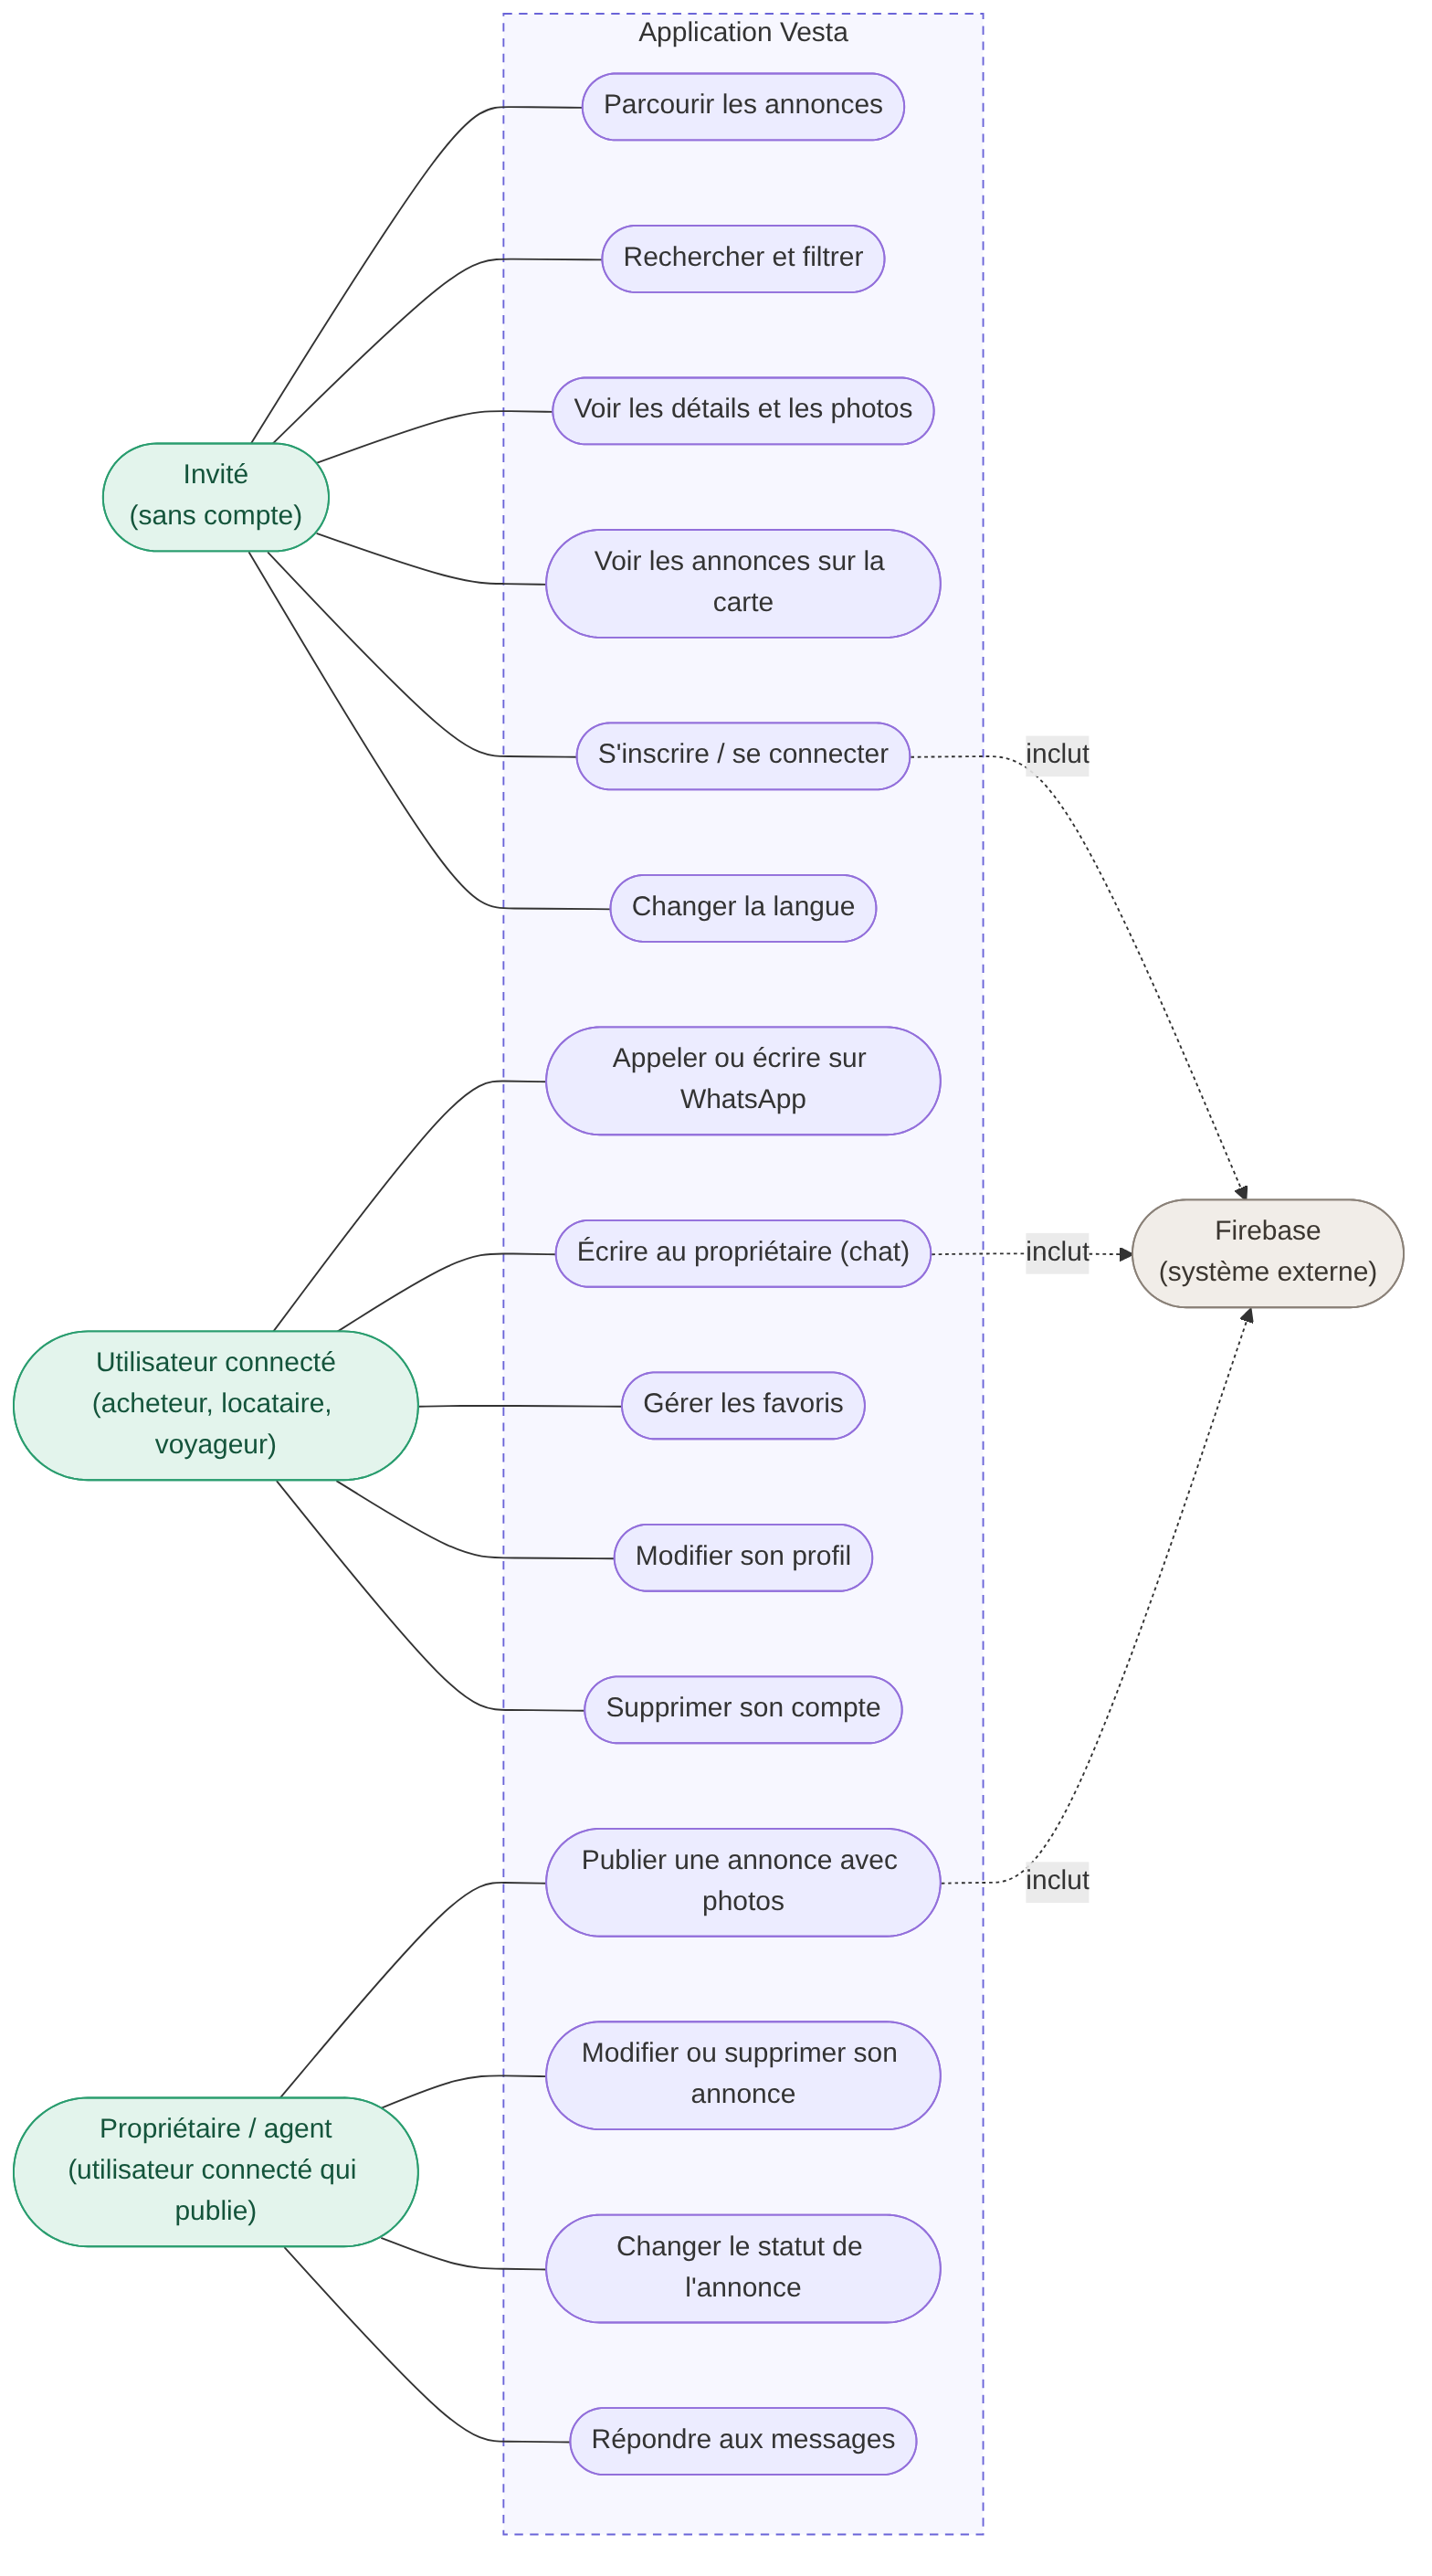 Application Vesta
Parcourir les annonces
Rechercher et filtrer
Voir les détails et les photos
Invité
(sans compte)
Voir les annonces sur la
carte
S'inscrire / se connecter
inclut
Changer la langue
Appeler ou écrire sur
WhatsApp
Écrire au propriétaire (chat)
inclut
Firebase
(système externe)
Utilisateur connecté
(acheteur, locataire,
voyageur)
Gérer les favoris
Modifier son profil
Supprimer son compte
Publier une annonce avec
photos
inclut
Modifier ou supprimer son
annonce
Propriétaire / agent
(utilisateur connecté qui
publie)
Changer le statut de
l'annonce
Répondre aux messages